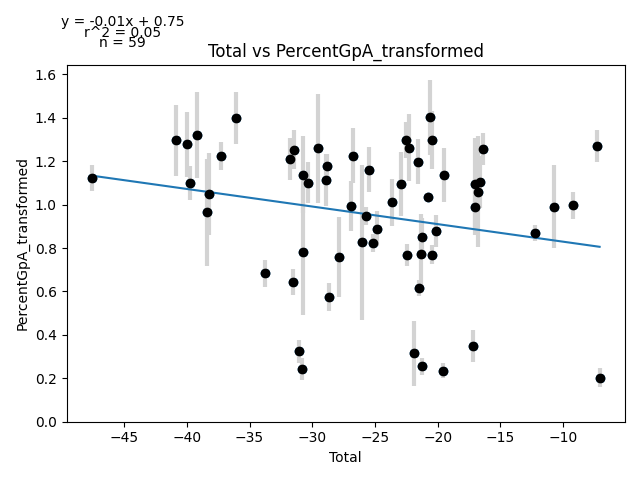 y = -0.01x + 0.75
r^2 = 0.05
n = 59
Total vs PercentGpA_transformed
PercentGpA_transformed
1.6
1.4
1.2
1.0
0.8
0.6
0.4
0.2
0.0
−45 −40 −35 −30 −25 −20 −15 −10
Total